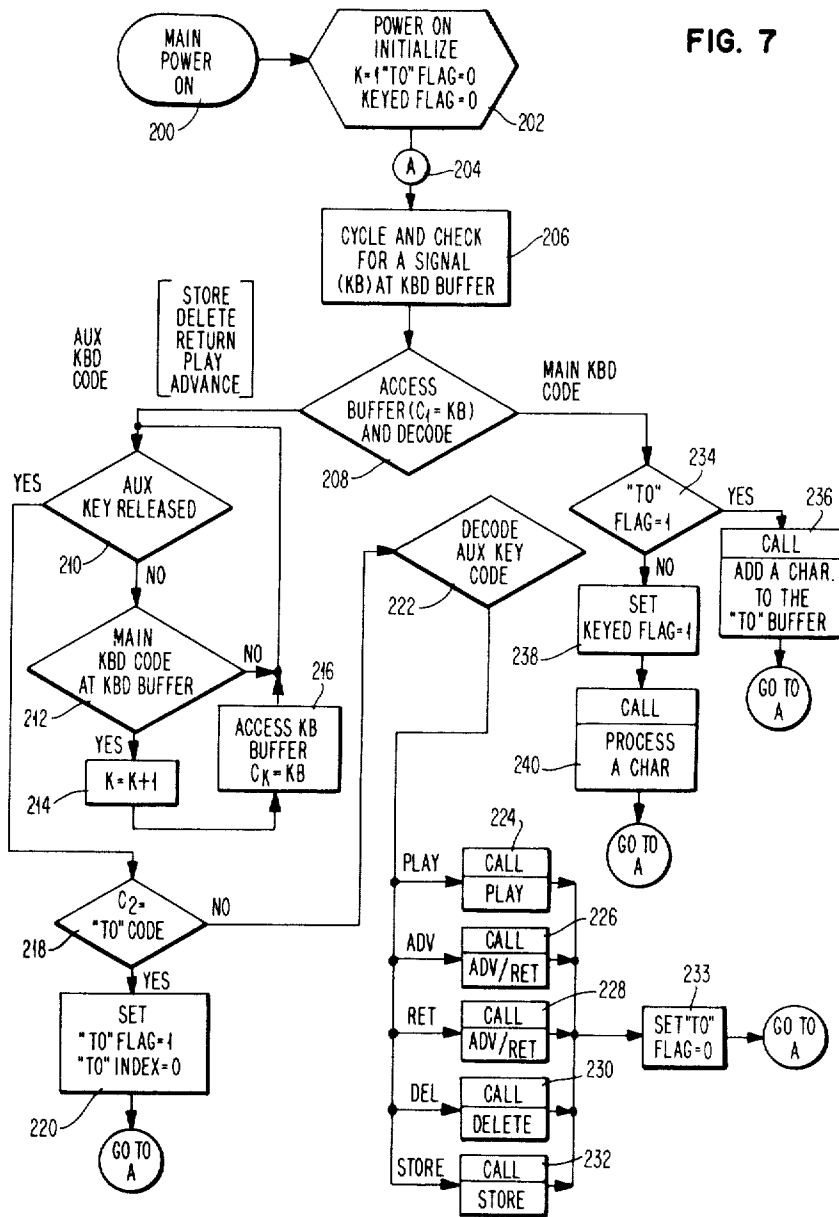 FIG. 7
MAIN
POWER
ON
200
POWER ON
INITIALIZE
K=1 "TO" FLAG=0
KEYED FLAG=0
202
A
204
CYCLE AND CHECK
FOR A SIGNAL
(KB) AT KBD BUFFER
206
AUX
KBD
CODE
STORE
DELETE
RETURN
PLAY
ADVANCE
MAIN KBD
CODE
ACCESS
BUFFER (C1 = KB)
AND DECODE
208
YES
AUX
KEY RELEASED
210
NO
MAIN
KBD CODE
AT KBD BUFFER
212
NO
YES
K = K+1
214
216
ACCESS KB
BUFFER
CK = KB
C2=
"TO" CODE
218
NO
YES
SET
"TO" FLAG=1
"TO" INDEX=0
220
GO TO
A
DECODE
AUX KEY
CODE
222
234
"TO"
FLAG=1
YES
236
CALL
ADD A CHAR.
TO THE
"TO" BUFFER
GO TO
A
NO
SET
KEYED FLAG=1
238
CALL
PROCESS
A CHAR
240
GO TO
A
224
PLAY
CALL
PLAY
226
ADV
CALL
ADV/RET
228
RET
CALL
ADV/RET
230
DEL
CALL
DELETE
232
STORE
CALL
STORE
233
SET "TO"
FLAG=0
GO TO
A